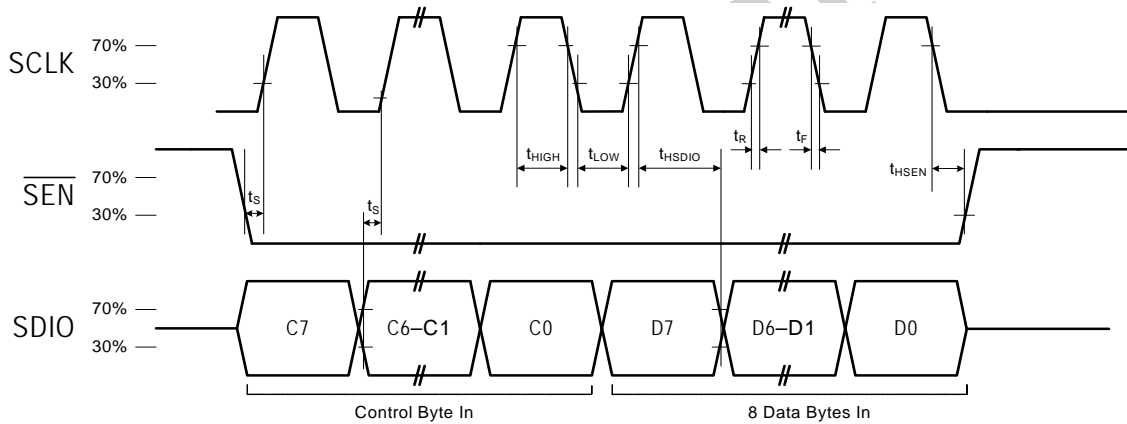 SCLK
70%
30%
tR
tF
tHIGH
tLOW
tHSDIO
tHSEN
SEN
70%
30%
tS
tS
SDIO
70%
30%
C7
C6–C1
C0
D7
D6–D1
D0
Control Byte In
8 Data Bytes In